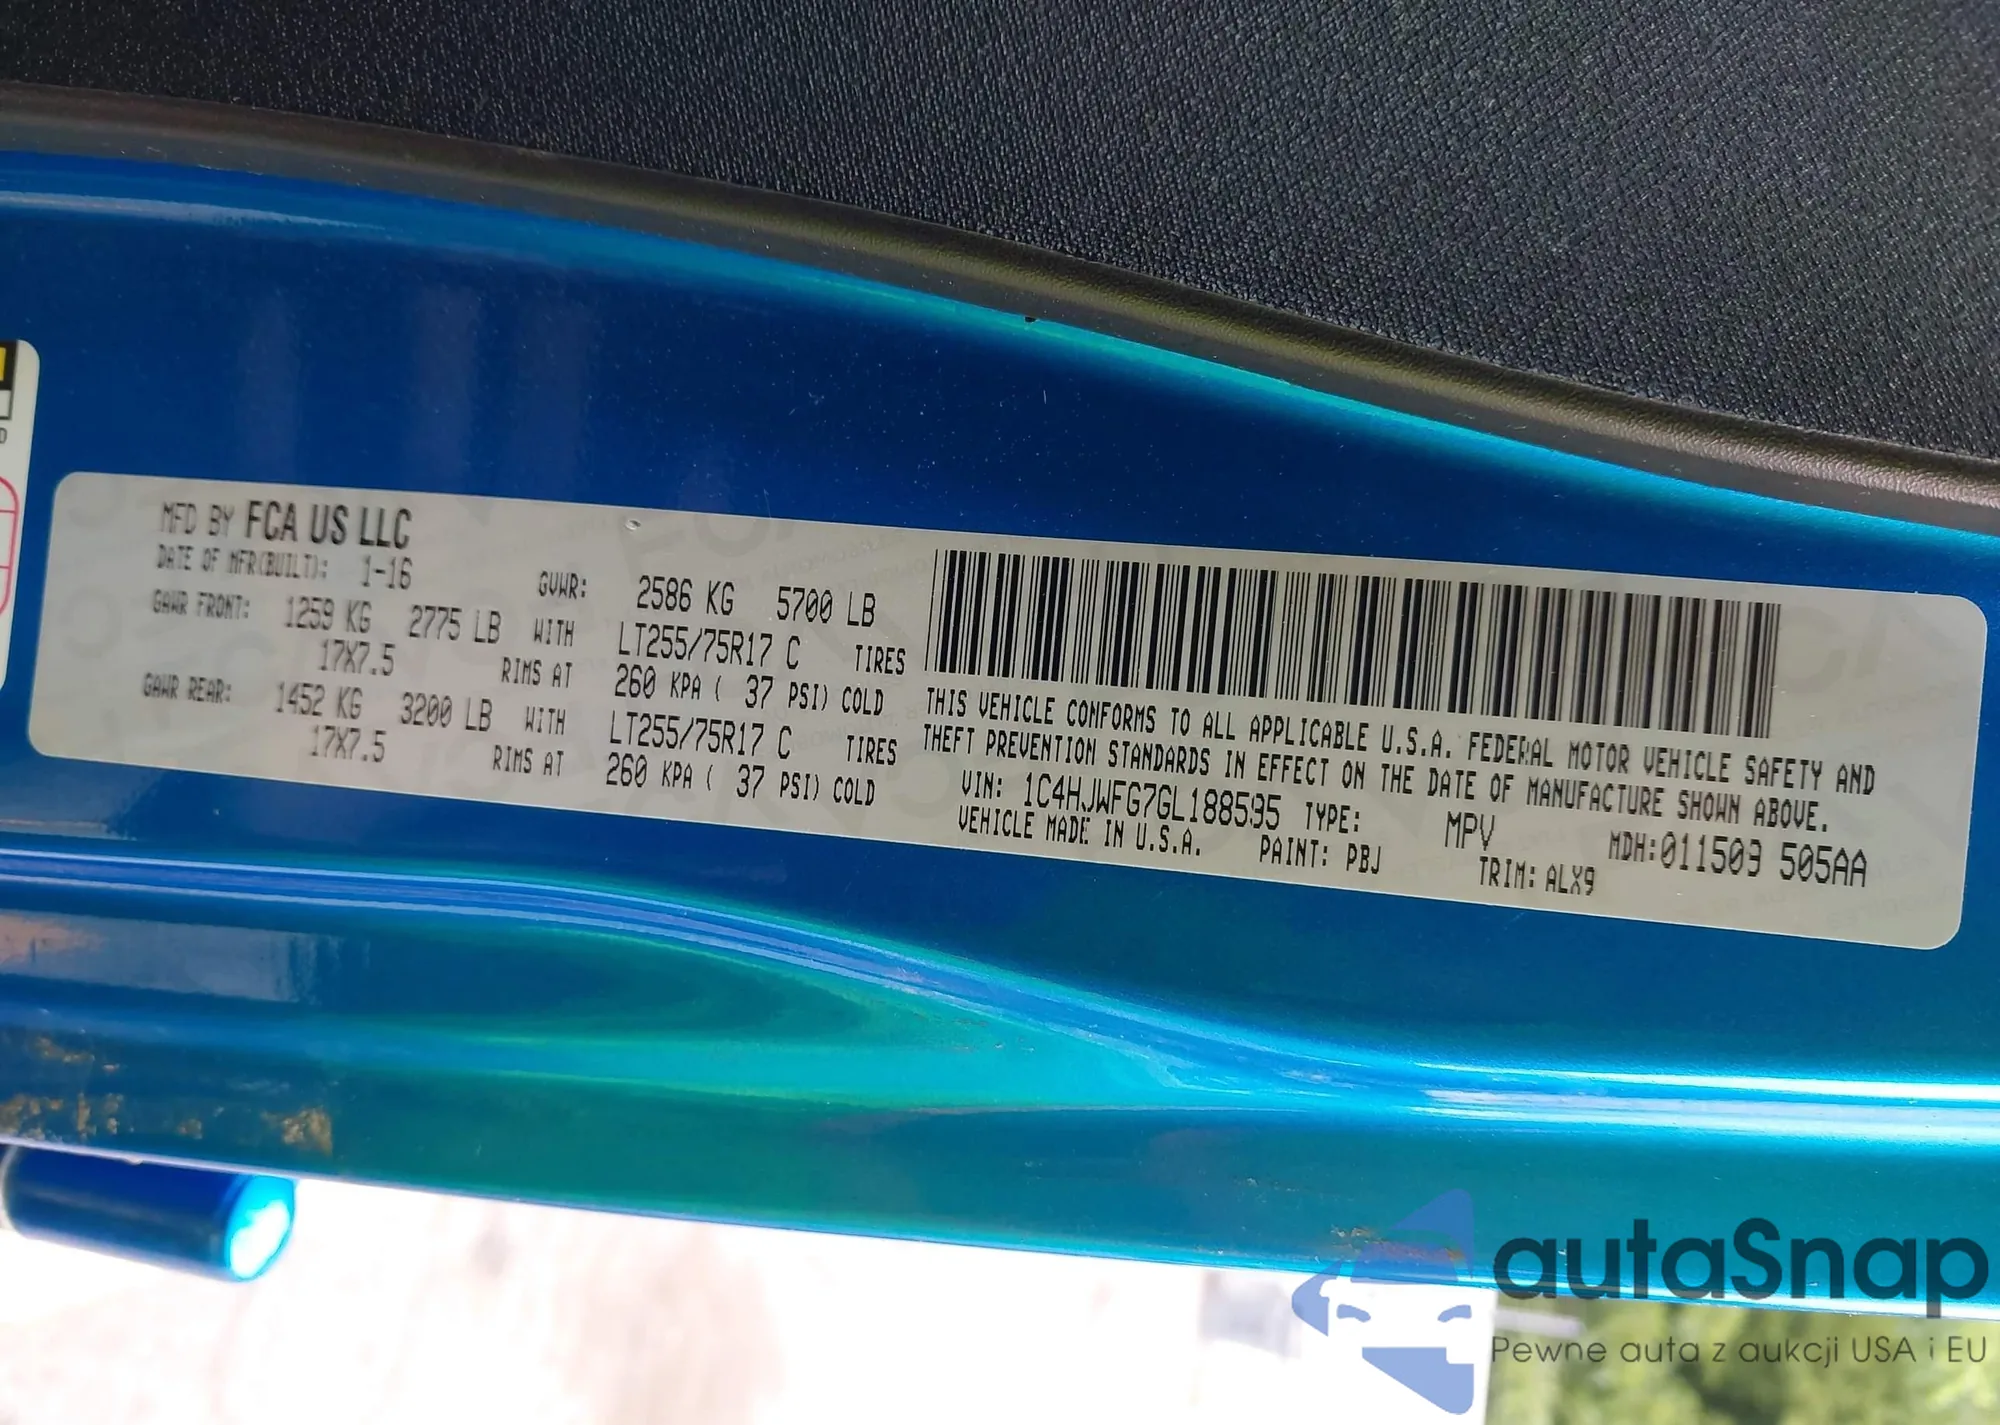 MFD BY FCA US LLC
DATE OF MFR(BUILT): 1-16 GVWR: 2586 KG 5700 LB
GAWR FRONT: 1259 KG 2775 LB WITH LT255/75R17 C TIRES
17X7.5 RIMS AT 260 KPA ( 37 PSI) COLD
GAWR REAR: 1452 KG 3200 LB WITH LT255/75R17 C TIRES
17X7.5 RIMS AT 260 KPA ( 37 PSI) COLD
THIS VEHICLE CONFORMS TO ALL APPLICABLE U.S.A. FEDERAL MOTOR VEHICLE SAFETY AND
THEFT PREVENTION STANDARDS IN EFFECT ON THE DATE OF MANUFACTURE SHOWN ABOVE.
VIN: 1C4HJWFG7GL188595 TYPE: MPV MDH:011503 505AA
VEHICLE MADE IN U.S.A. PAINT: PBJ TRIM: ALX9
autaSnap
Pewne auta z aukcji USA i EU